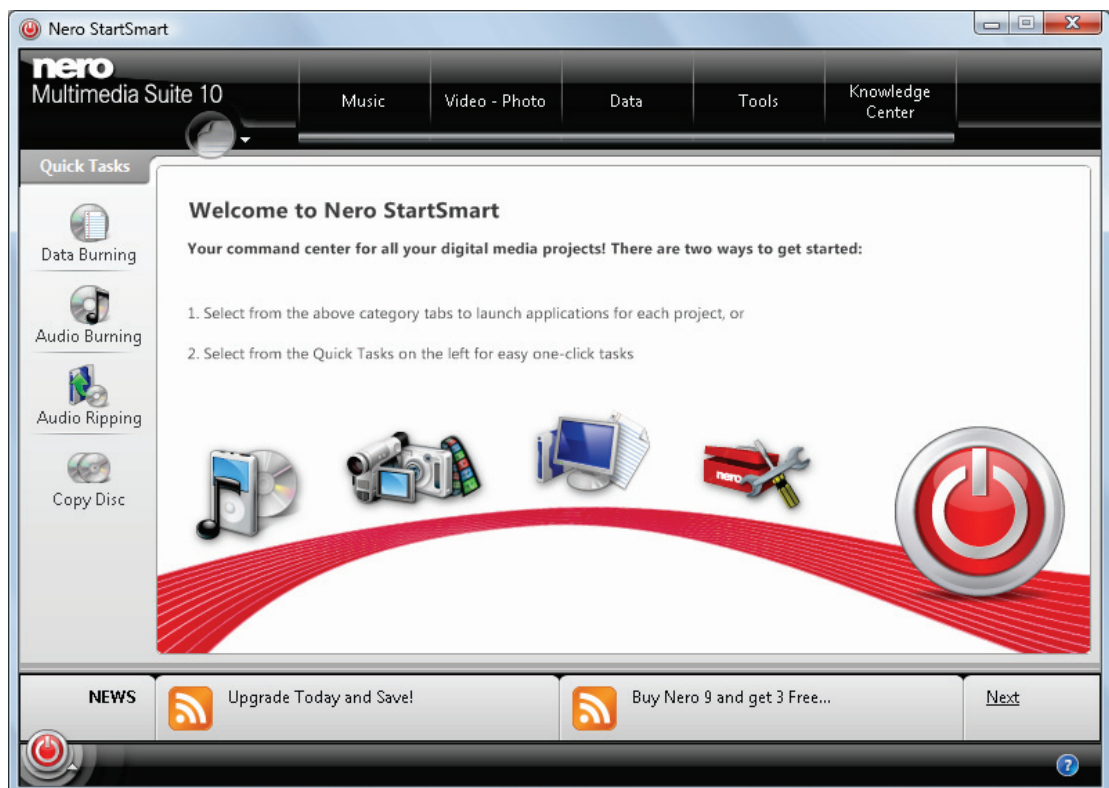 Nero StartSmart
nero
Multimedia Suite 10
Music
Video - Photo
Data
Tools
Knowledge
Center
Quick Tasks
Data Burning
Audio Burning
Audio Ripping
Copy Disc
Welcome to Nero StartSmart
Your command center for all your digital media projects! There are two ways to get started:
1. Select from the above category tabs to launch applications for each project, or
2. Select from the Quick Tasks on the left for easy one-click tasks
nero
NEWS
Upgrade Today and Save!
Buy Nero 9 and get 3 Free...
Next
?